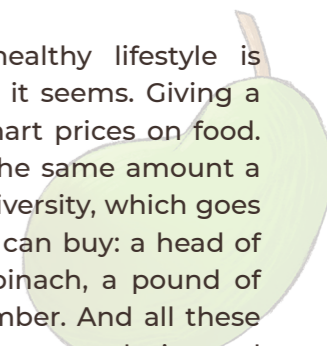 healthy lifestyle is
it seems. Giving a
mart prices on food.
the same amount a
iversity, which goes
can buy: a head of
pinach, a pound of
mber. And all these